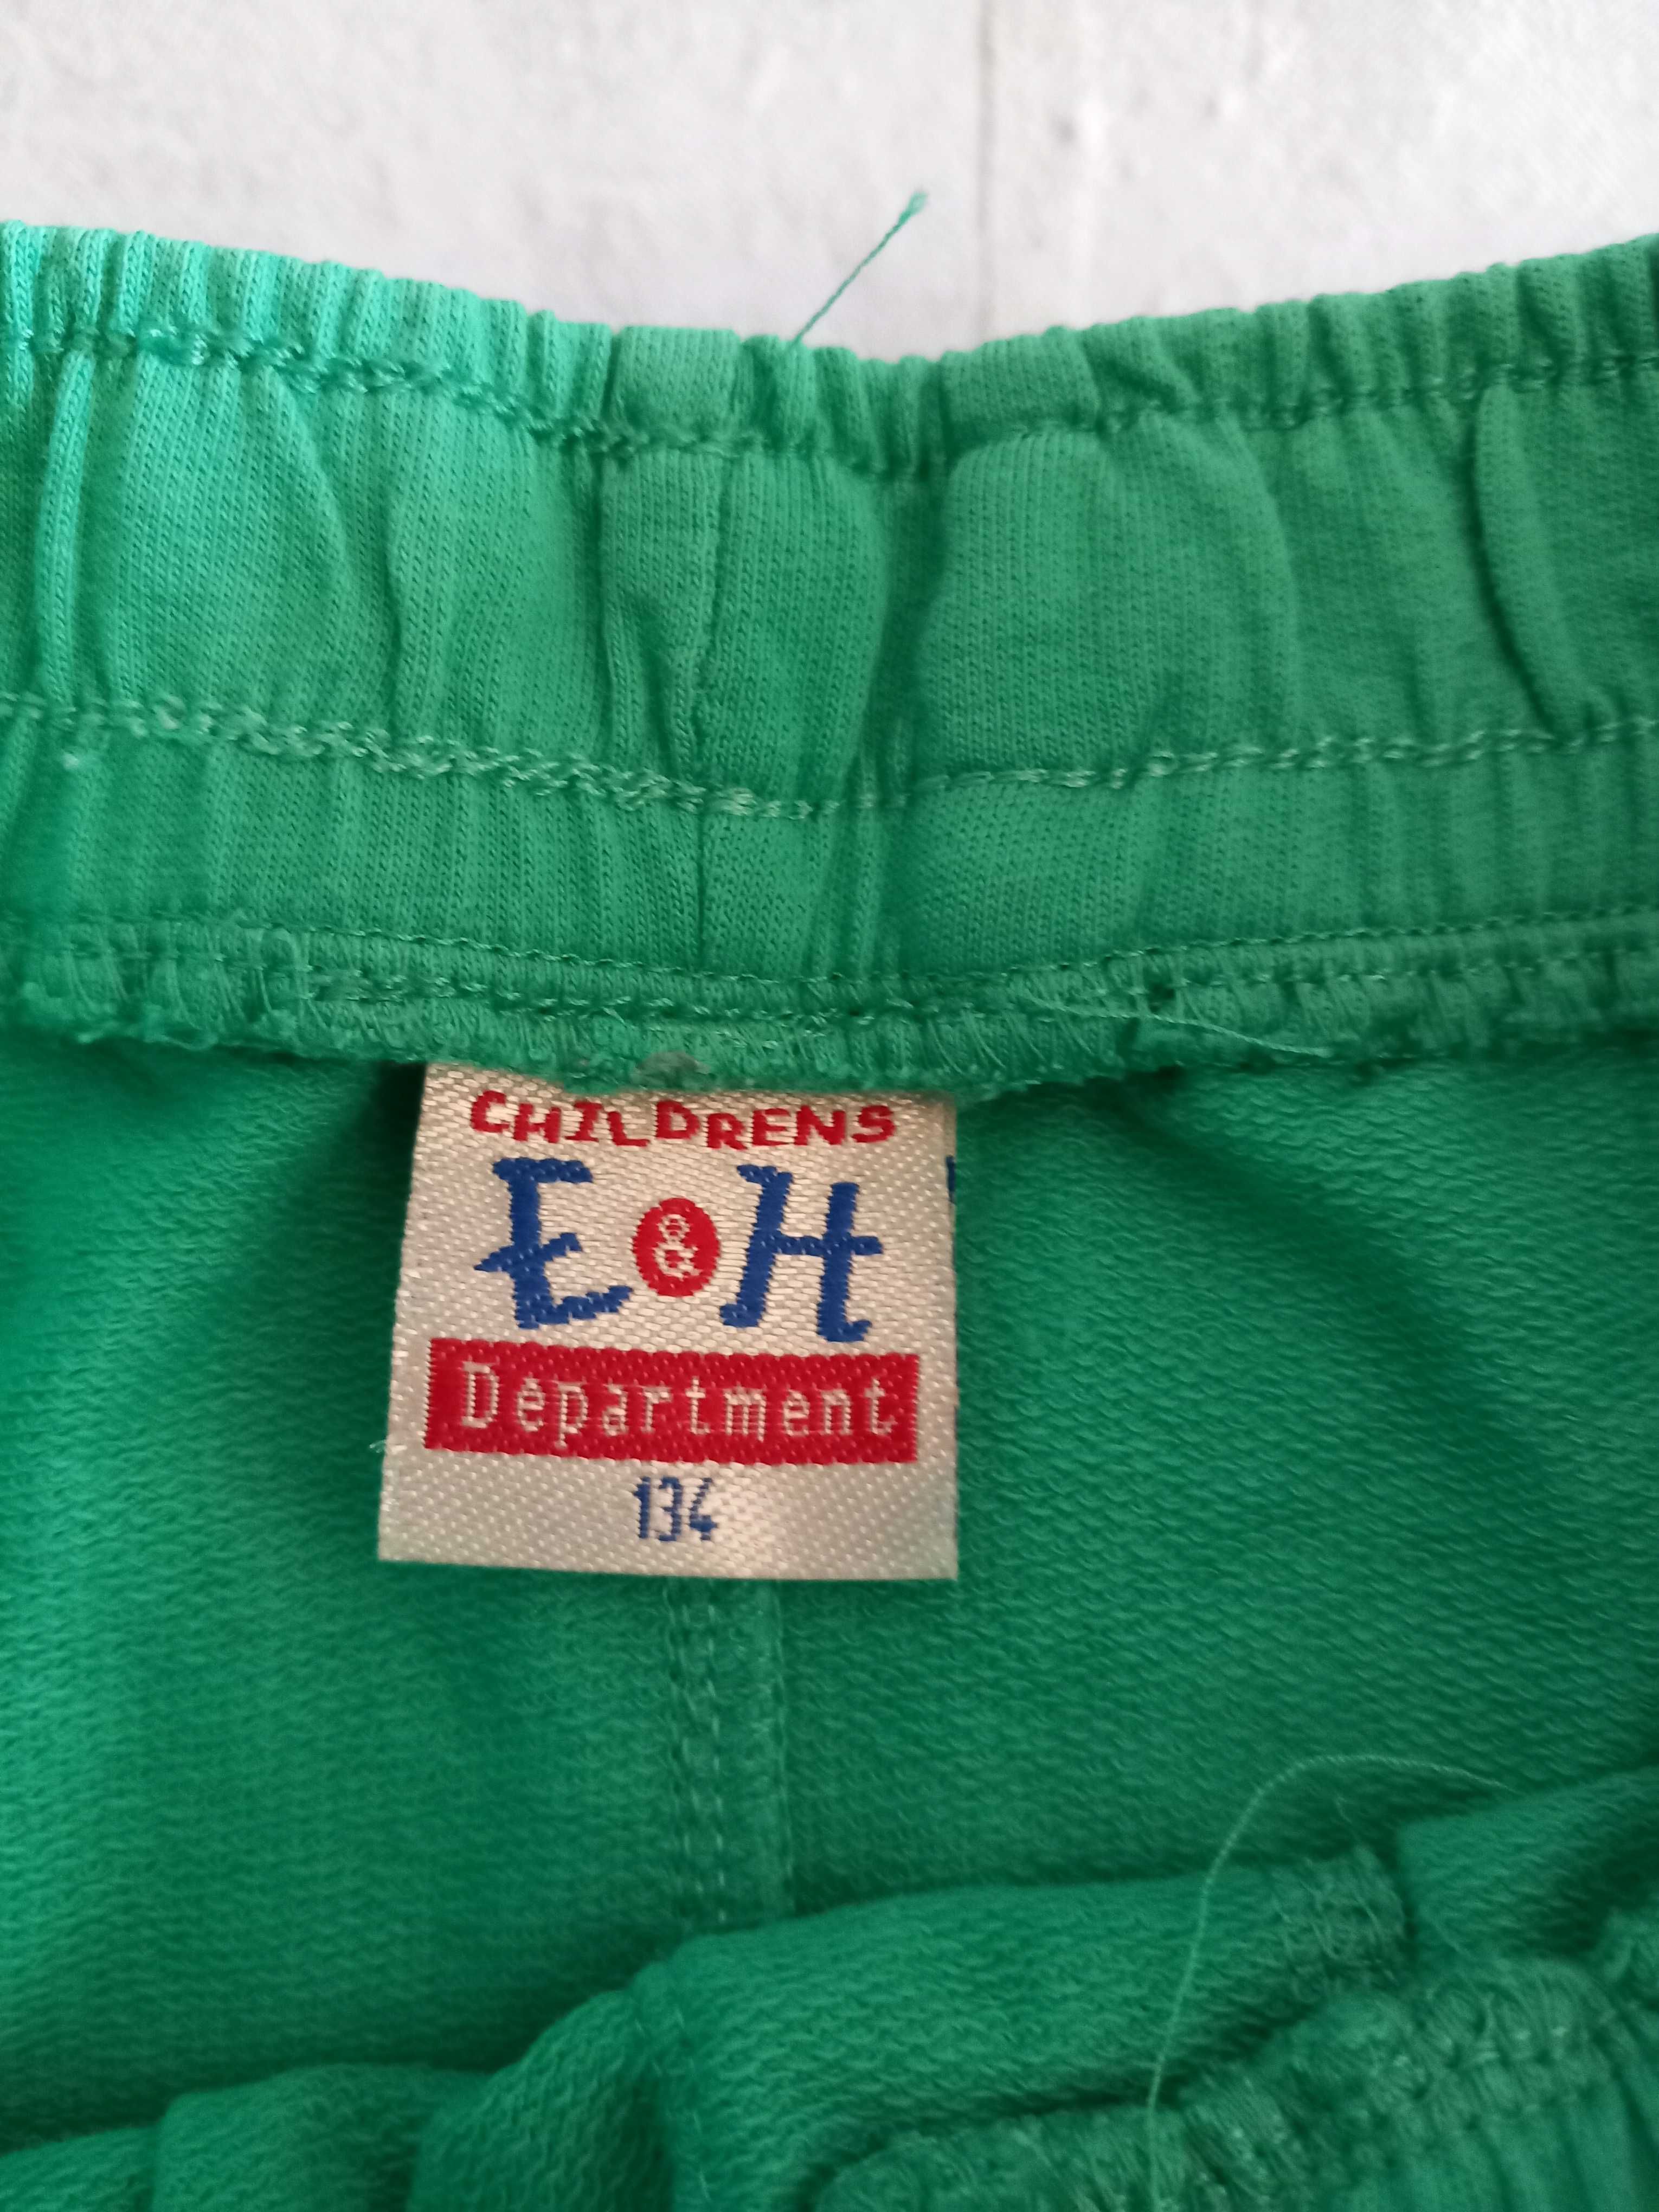 CHILDRENS
E & H
Department
134